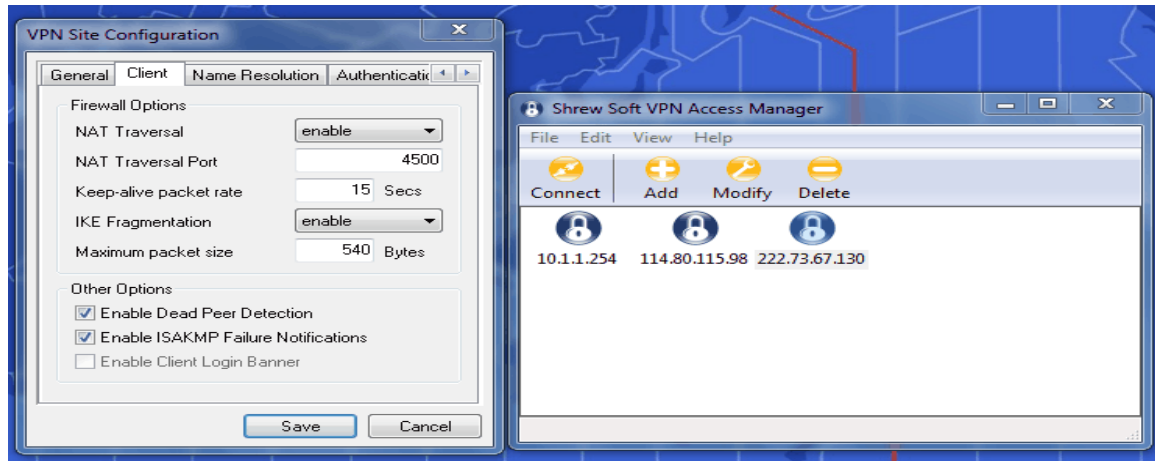 VPN Site Configuration
General Client Name Resolution Authenticatic
Firewall Options
NAT Traversal enable
NAT Traversal Port 4500
Keep-alive packet rate 15 Secs
IKE Fragmentation enable
Maximum packet size 540 Bytes
Other Options
Enable Dead Peer Detection
Enable ISAKMP Failure Notifications
Enable Client Login Banner
Save Cancel
Shrew Soft VPN Access Manager
File Edit View Help
Connect Add Modify Delete
10.1.1.254 114.80.115.98 222.73.67.130